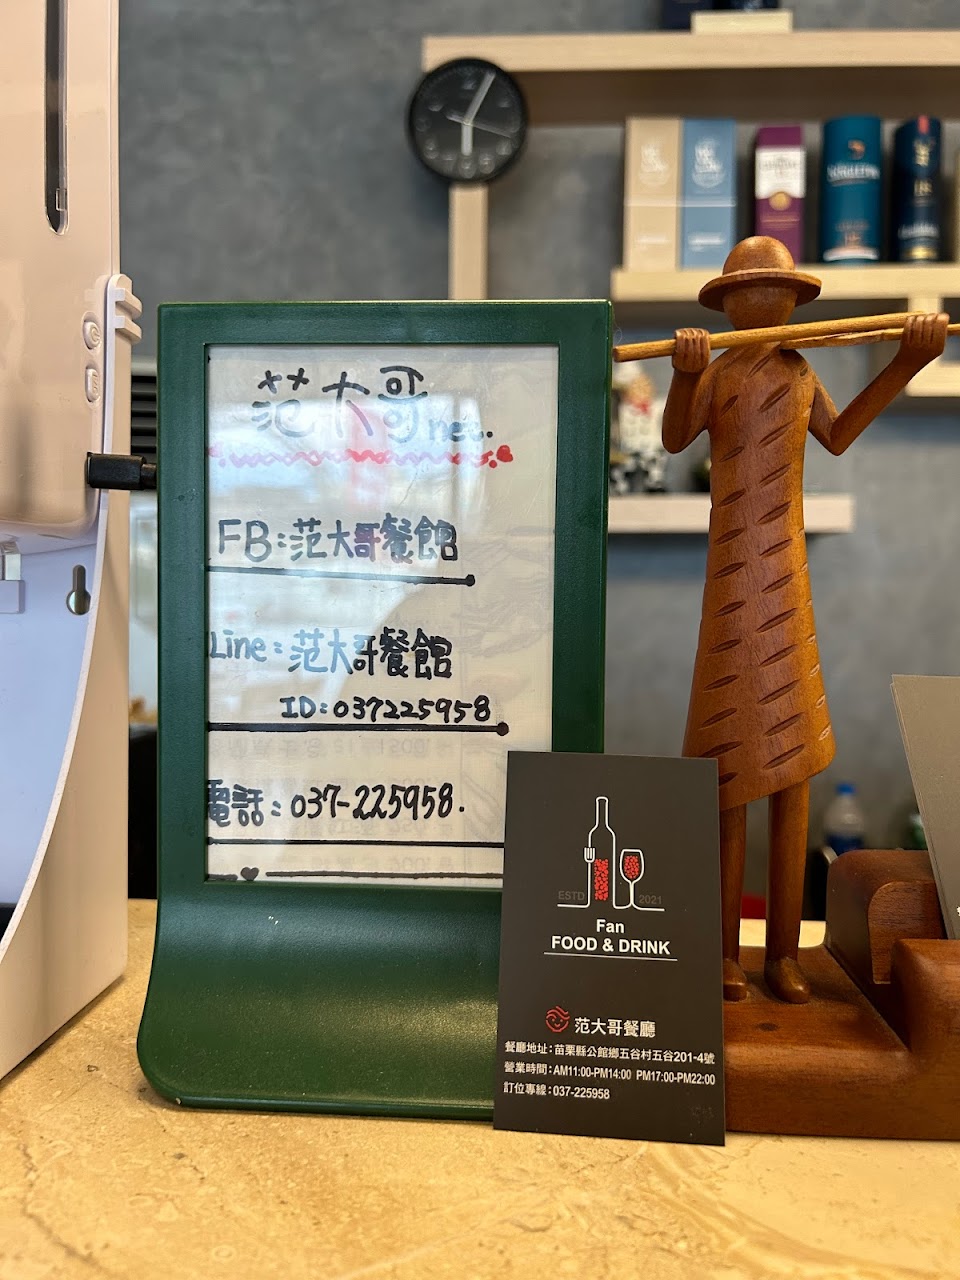 范大哥
net.
FB:范大哥餐館
Line:范大哥餐館
ID:037225958
電話:037-225958.
ESTD 2021
Fan
FOOD & DRINK
范大哥餐廳
餐廳地址:苗栗縣公館鄉五谷村五谷201-4號
營業時間:AM11:00-PM14:00 PM17:00-PM22:00
訂位專線:037-225958